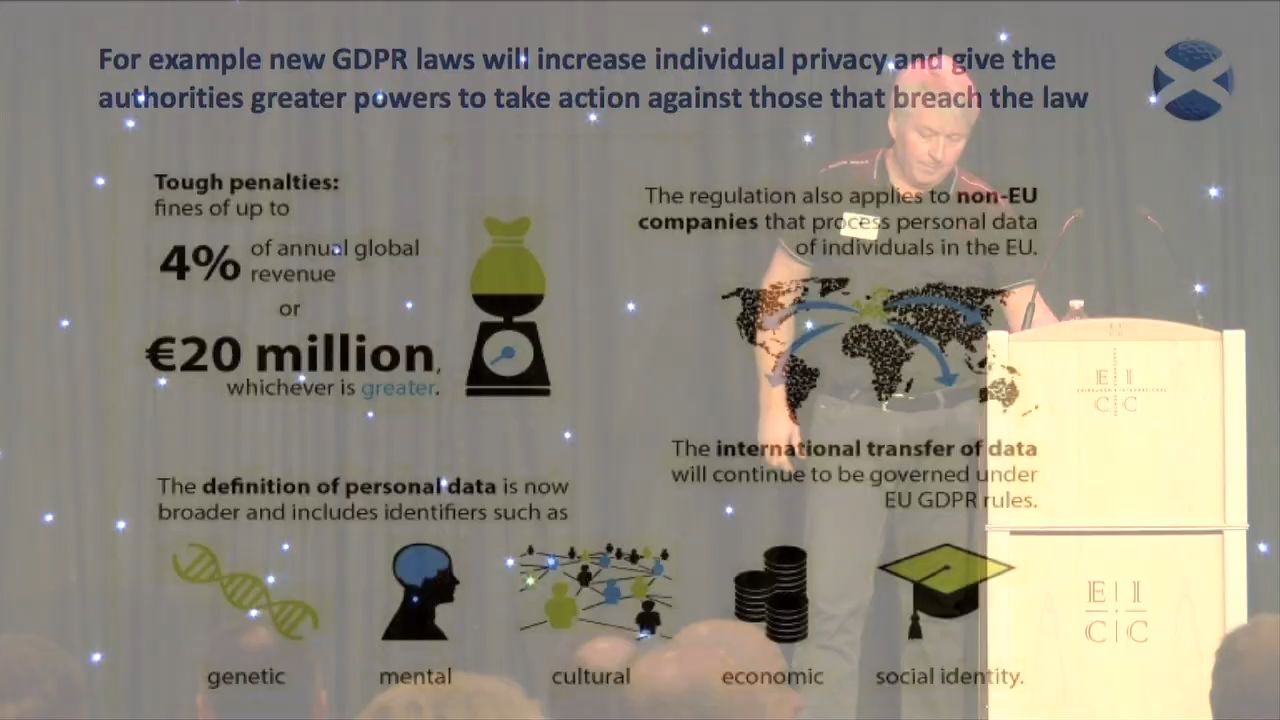 For example new GDPR laws will increase individual privacy and give the
authorities greater powers to take action against those that breach the law
Tough penalties:
fines of up to
4% of annual global
revenue
or
€20 million,
whichever is greater.
The regulation also applies to non-EU
companies that process personal data
of individuals in the EU.
The international transfer of data
will continue to be governed under
EU GDPR rules.
The definition of personal data is now
broader and includes identifiers such as
genetic
mental
cultural
economic
social identity.
E I
C C
E I
C C